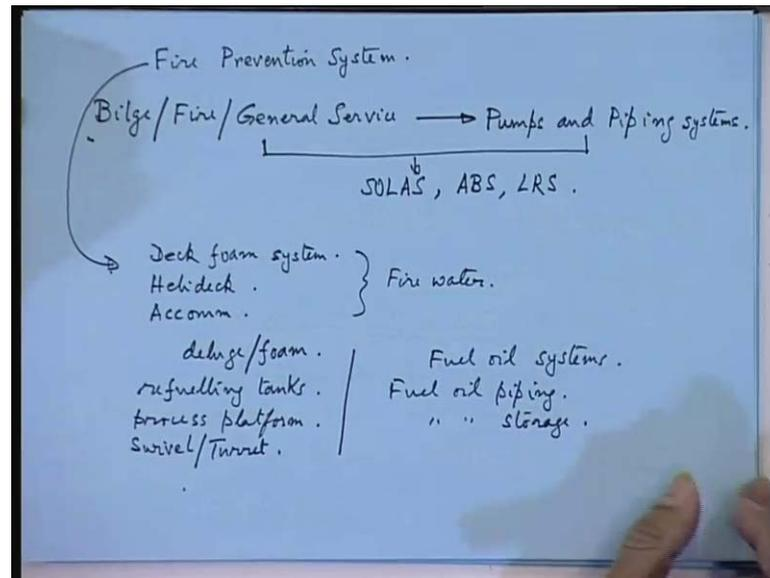 Fire Prevention System.
Bilge/Fire/General Service → Pumps and Piping systems.
SOLAS, ABS, LRS.
Deck foam system.
Helideck. } Fire water.
Accomm.
deluge/foam. | Fuel oil systems.
refuelling tanks. | Fuel oil piping.
process platform. | " " storage.
Swivel/Turret.